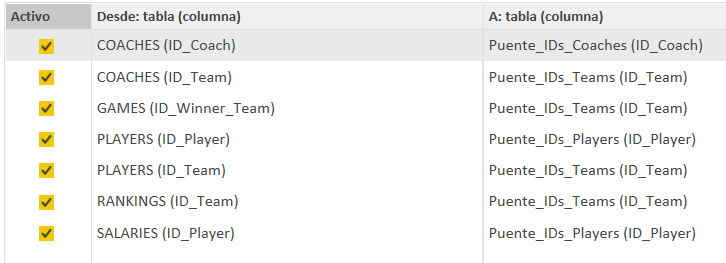 Activo Desde: tabla (columna) A: tabla (columna)
COACHES (ID_Coach) Puente_IDs_Coaches (ID_Coach)
COACHES (ID_Team) Puente_IDs_Teams (ID_Team)
GAMES (ID_Winner_Team) Puente_IDs_Teams (ID_Team)
PLAYERS (ID_Player) Puente_IDs_Players (ID_Player)
PLAYERS (ID_Team) Puente_IDs_Teams (ID_Team)
RANKINGS (ID_Team) Puente_IDs_Teams (ID_Team)
SALARIES (ID_Player) Puente_IDs_Players (ID_Player)